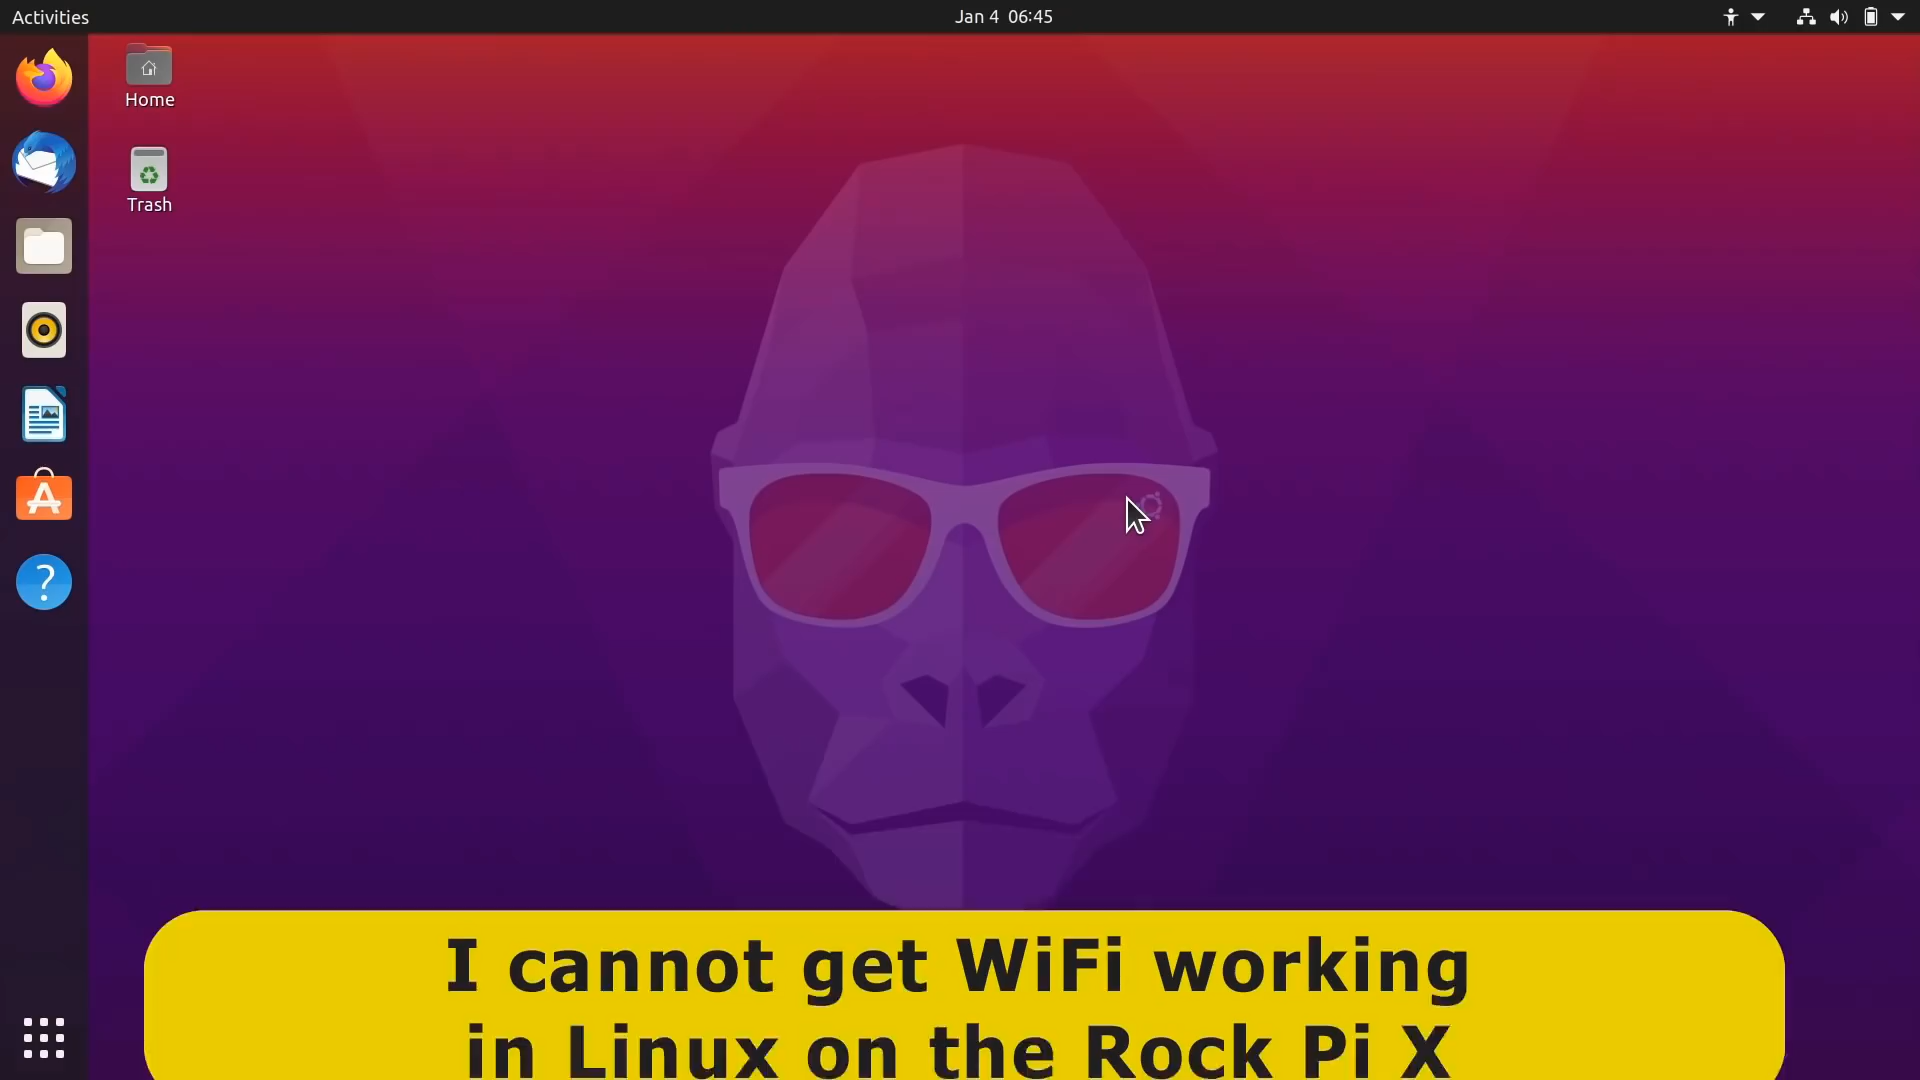 Activities
Jan 4 06:45
Home
Trash
I cannot get WiFi working
in Linux on the Rock Pi X